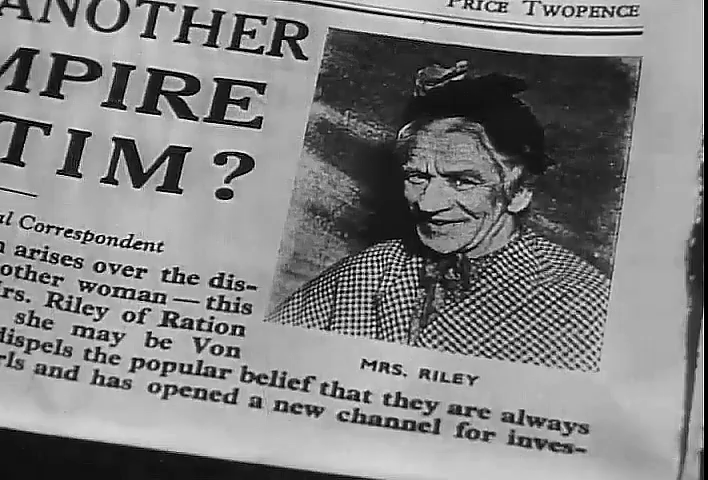 PRICE TWOPENCE
ANOTHER
MPIRE
TIM?
al Correspondent
n arises over the dis-
other woman — this
rs. Riley of Ration
she may be Von
dispels the popular belief that they are always
rls and has opened a new channel for inves-
MRS. RILEY